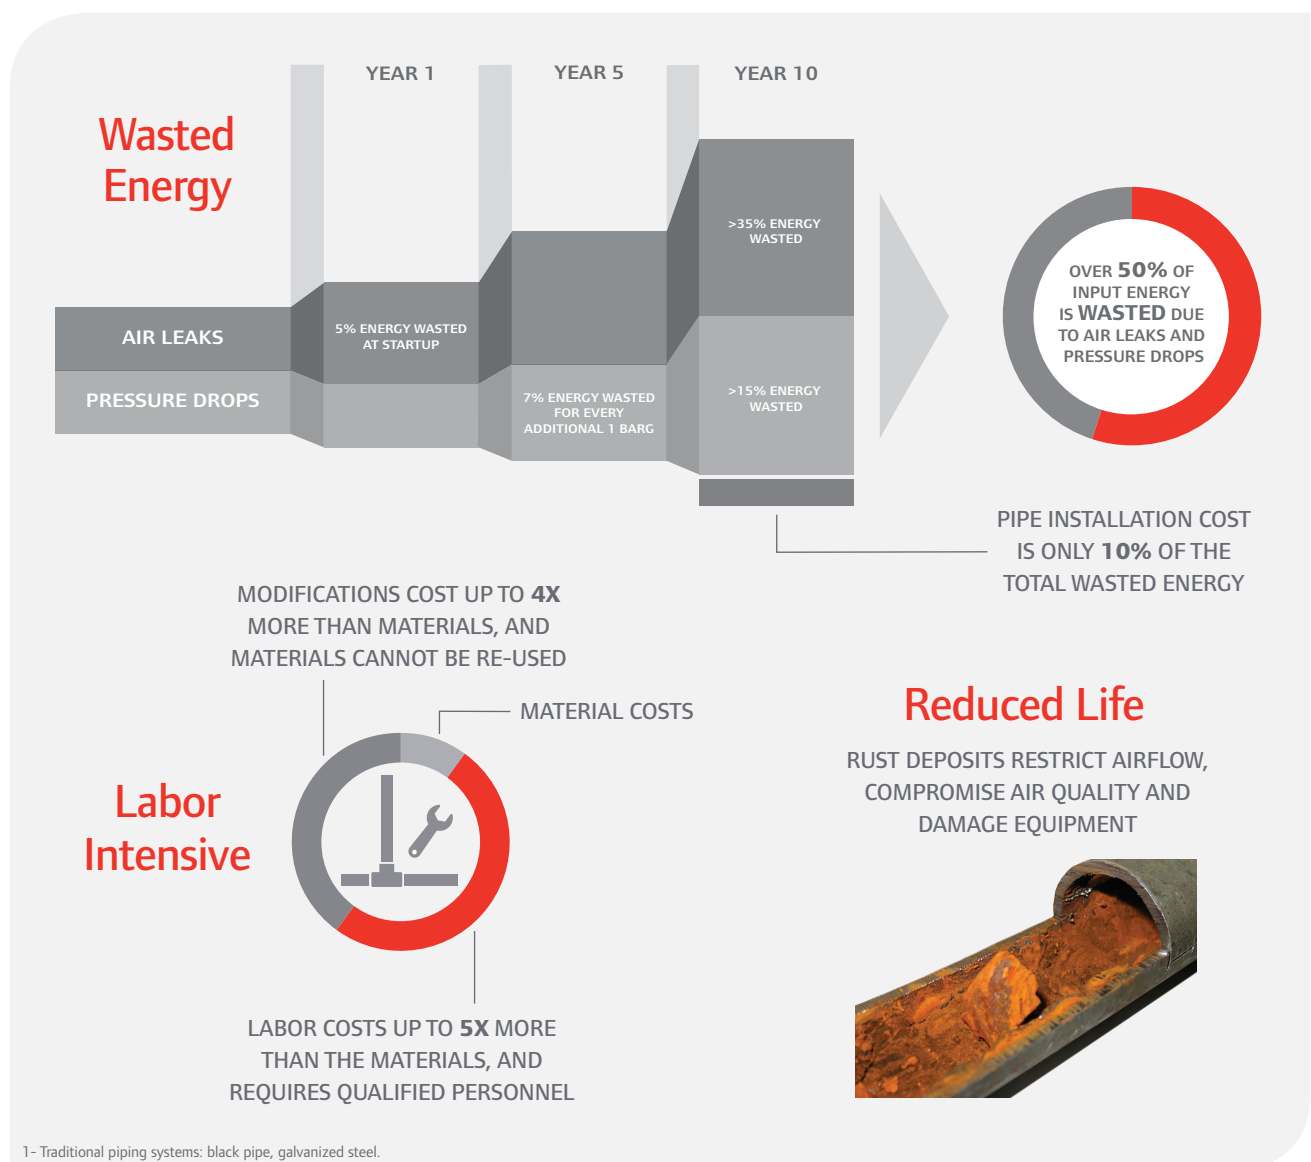 YEAR 1
YEAR 5
YEAR 10
Wasted
Energy
>35% ENERGY
WASTED
AIR LEAKS
5% ENERGY WASTED
AT STARTUP
PRESSURE DROPS
7% ENERGY WASTED
FOR EVERY
ADDITIONAL 1 BARG
>15% ENERGY
WASTED
OVER 50% OF
INPUT ENERGY
IS WASTED DUE
TO AIR LEAKS AND
PRESSURE DROPS
PIPE INSTALLATION COST
IS ONLY 10% OF THE
TOTAL WASTED ENERGY
MODIFICATIONS COST UP TO 4X
MORE THAN MATERIALS, AND
MATERIALS CANNOT BE RE-USED
MATERIAL COSTS
Labor
Intensive
LABOR COSTS UP TO 5X MORE
THAN THE MATERIALS, AND
REQUIRES QUALIFIED PERSONNEL
Reduced Life
RUST DEPOSITS RESTRICT AIRFLOW,
COMPROMISE AIR QUALITY AND
DAMAGE EQUIPMENT
1- Traditional piping systems: black pipe, galvanized steel.